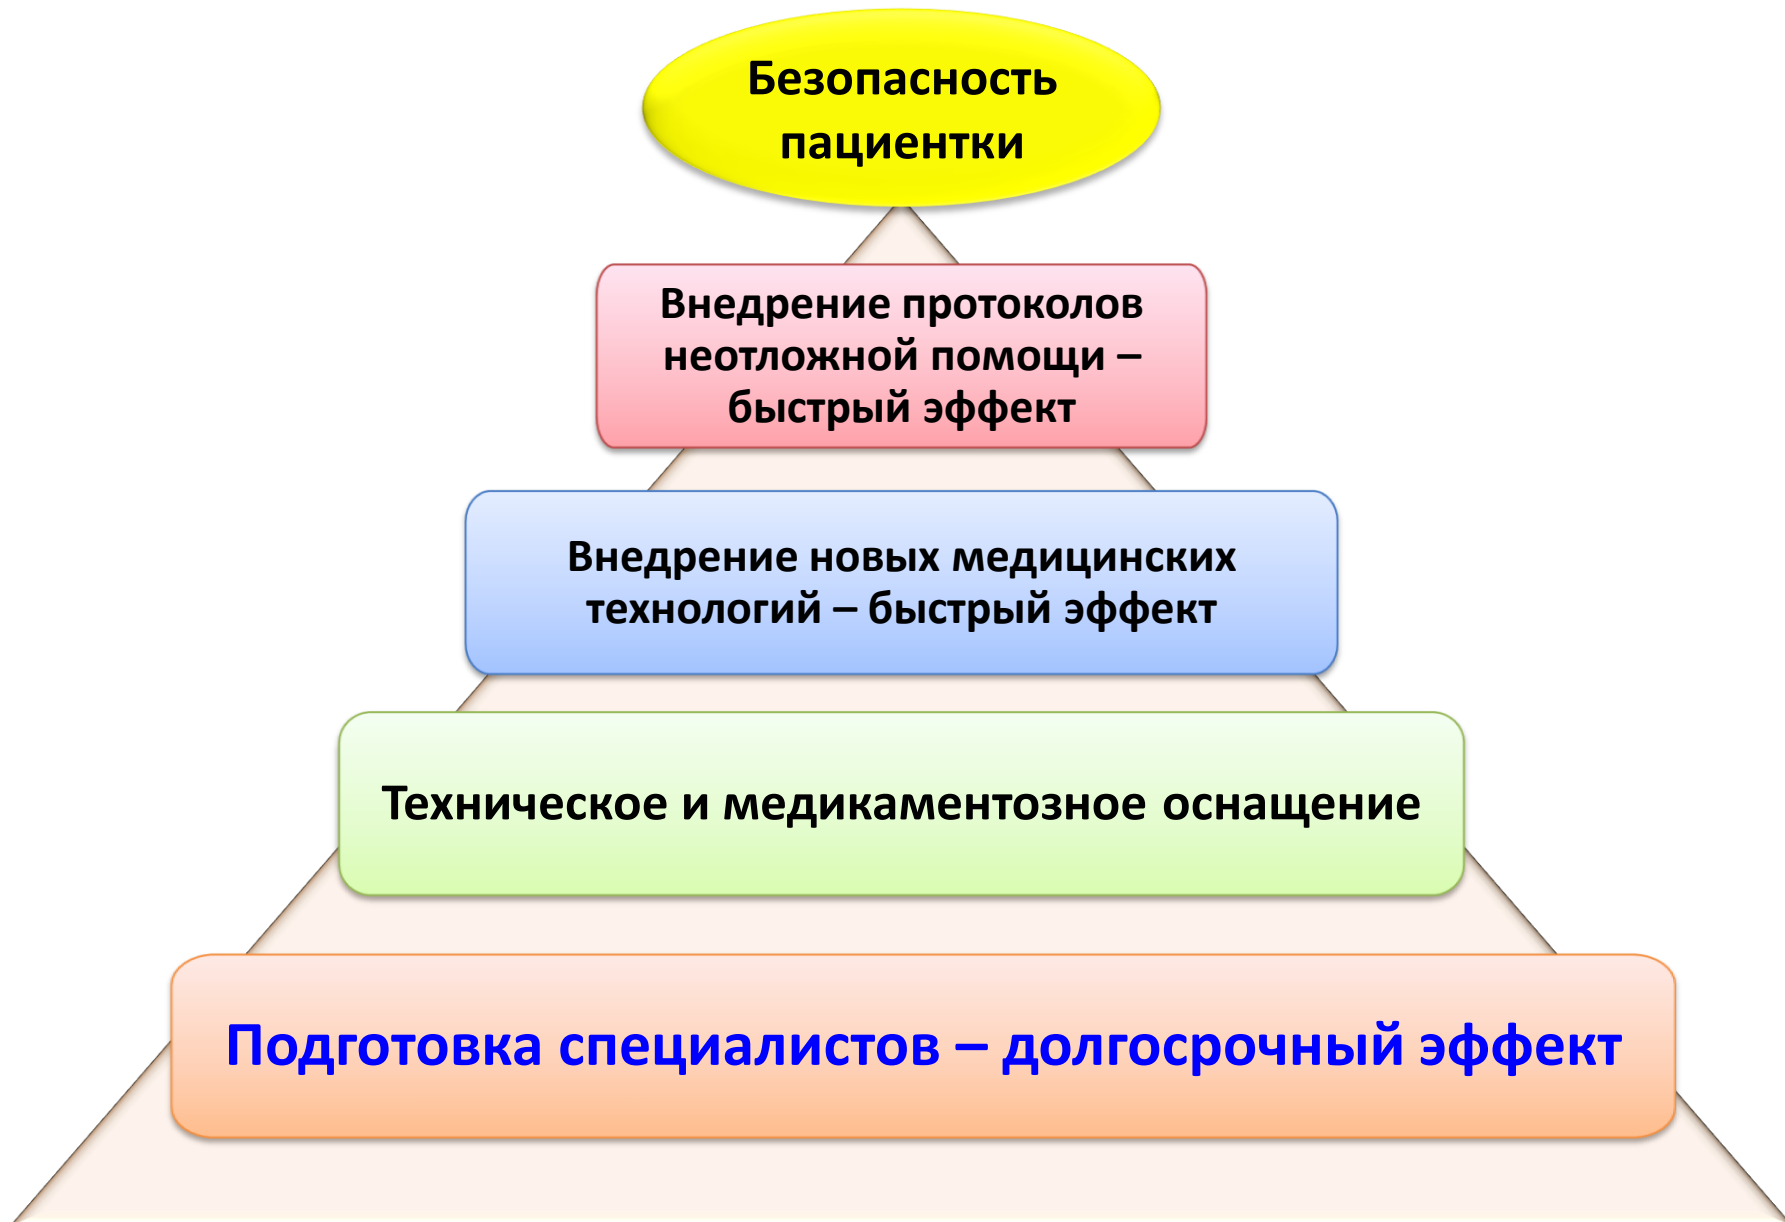 Безопасность
пациентки
Внедрение протоколов
неотложной помощи –
быстрый эффект
Внедрение новых медицинских
технологий – быстрый эффект
Техническое и медикаментозное оснащение
Подготовка специалистов – долгосрочный эффект